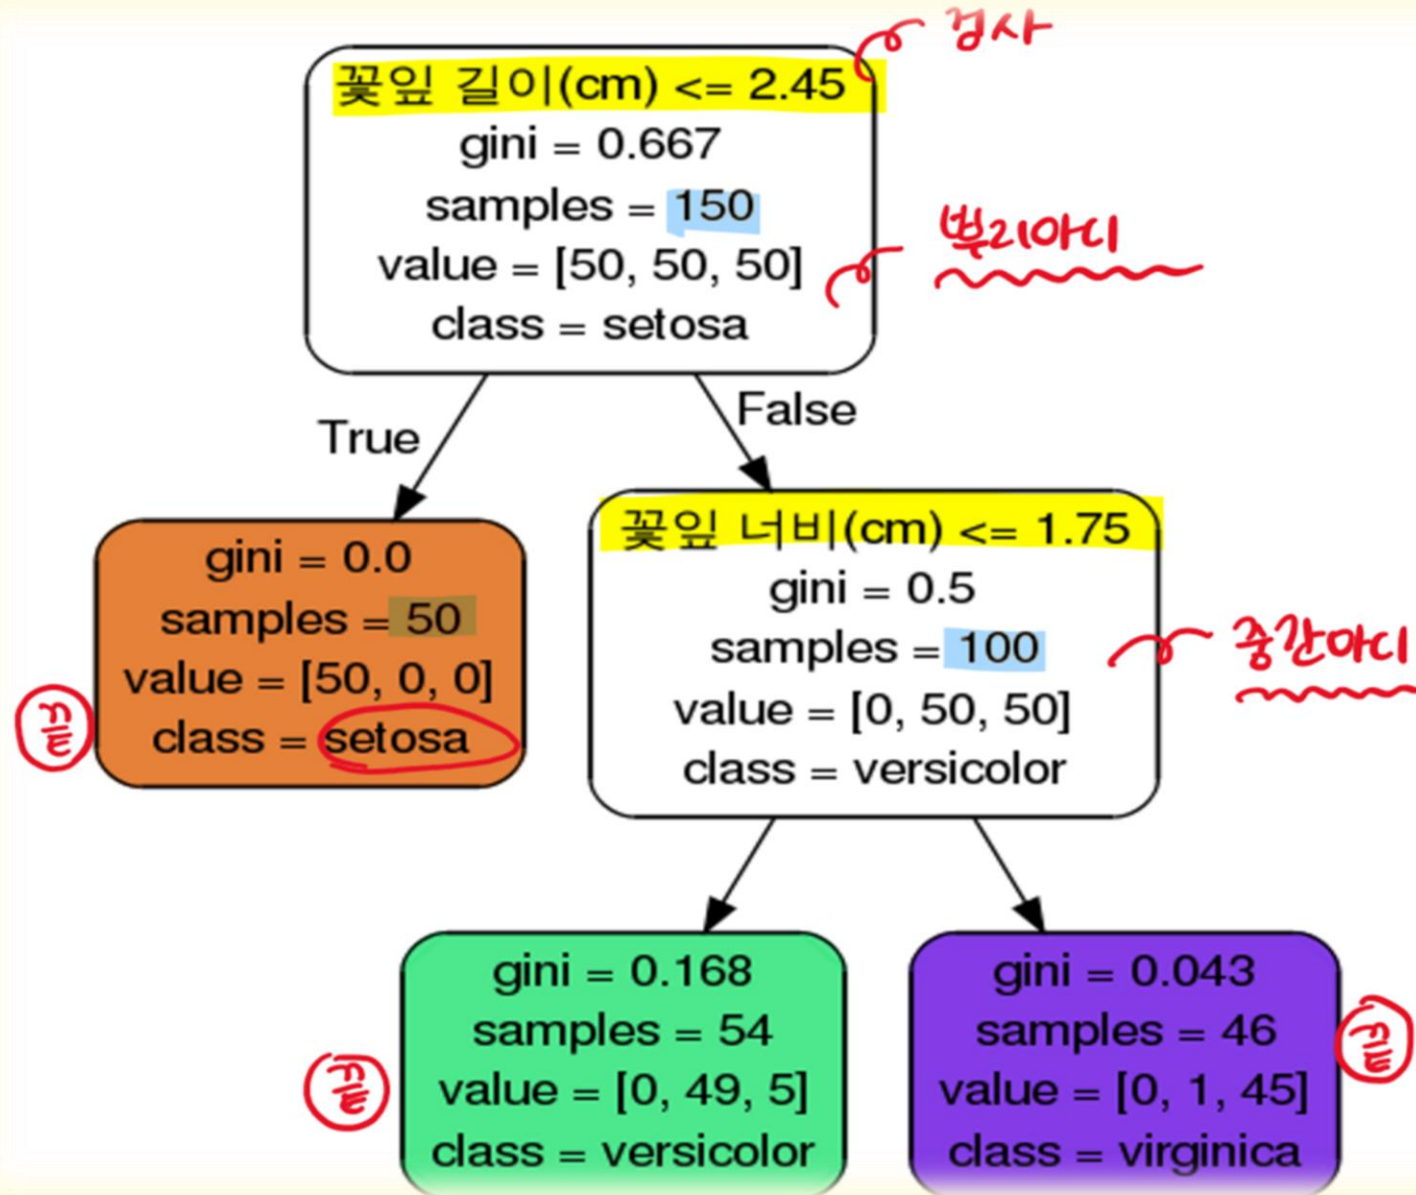 검사
꽃잎 길이(cm) <= 2.45
gini = 0.667
samples = 150
value = [50, 50, 50]
class = setosa
뿌리마디
True
False
gini = 0.0
samples = 50
value = [50, 0, 0]
class = setosa
끝
꽃잎 너비(cm) <= 1.75
gini = 0.5
samples = 100
value = [0, 50, 50]
class = versicolor
중간마디
gini = 0.168
samples = 54
value = [0, 49, 5]
class = versicolor
끝
gini = 0.043
samples = 46
value = [0, 1, 45]
class = virginica
끝